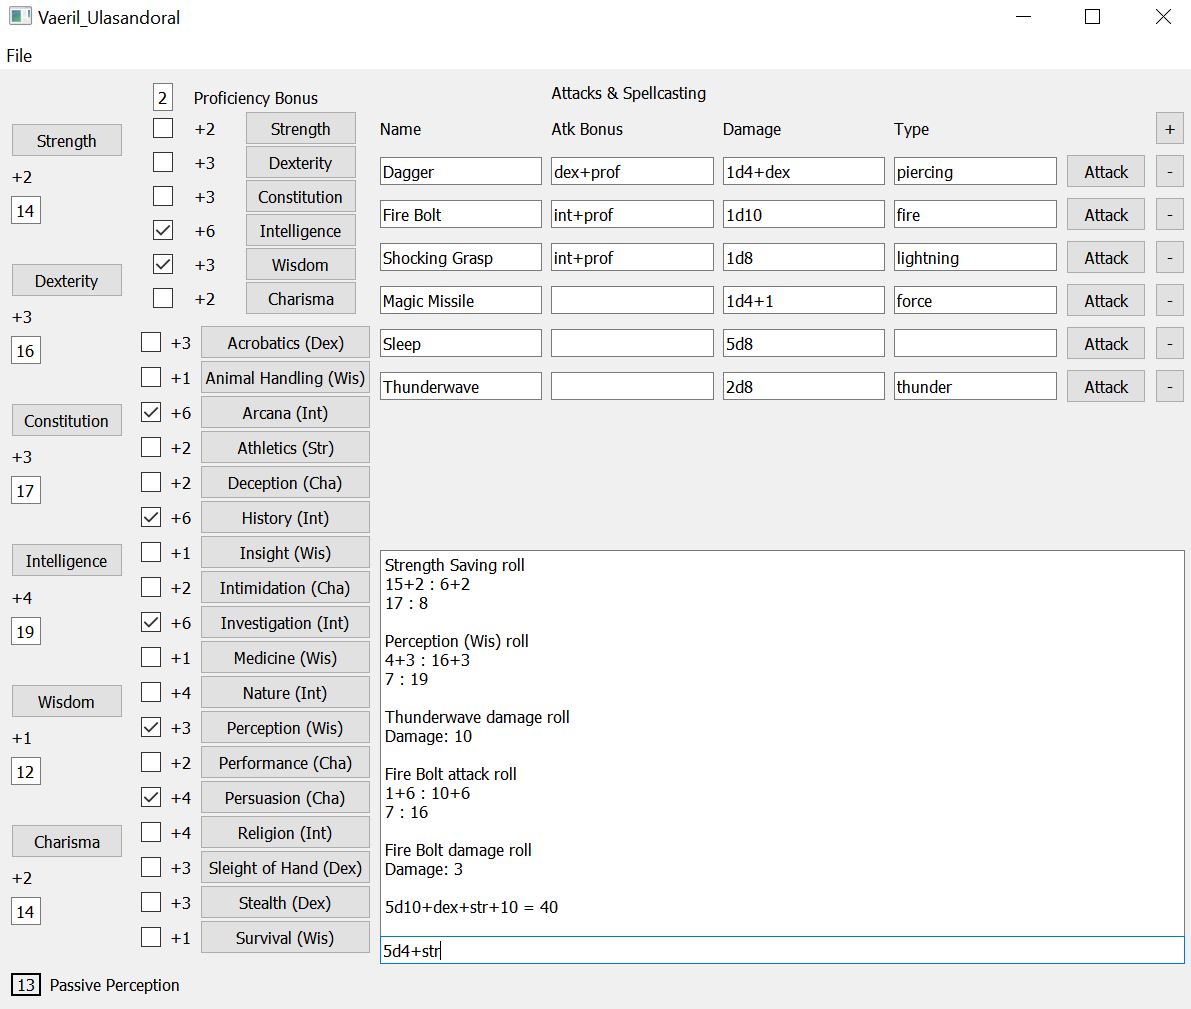 Vaeril_Ulasandoral
File
2 Proficiency Bonus
Strength
+2
14
Dexterity
+3
16
Constitution
+3
17
Intelligence
+4
19
Wisdom
+1
12
Charisma
+2
14
+2 Strength
+3 Dexterity
+3 Constitution
+6 Intelligence
+3 Wisdom
+2 Charisma
+3 Acrobatics (Dex)
+1 Animal Handling (Wis)
+6 Arcana (Int)
+2 Athletics (Str)
+2 Deception (Cha)
+6 History (Int)
+1 Insight (Wis)
+2 Intimidation (Cha)
+6 Investigation (Int)
+1 Medicine (Wis)
+4 Nature (Int)
+3 Perception (Wis)
+2 Performance (Cha)
+4 Persuasion (Cha)
+4 Religion (Int)
+3 Sleight of Hand (Dex)
+3 Stealth (Dex)
+1 Survival (Wis)
13 Passive Perception
Attacks & Spellcasting
Name Atk Bonus Damage Type +
Dagger dex+prof 1d4+dex piercing Attack -
Fire Bolt int+prof 1d10 fire Attack -
Shocking Grasp int+prof 1d8 lightning Attack -
Magic Missile 1d4+1 force Attack -
Sleep 5d8 Attack -
Thunderwave 2d8 thunder Attack -
Strength Saving roll
15+2 : 6+2
17 : 8
Perception (Wis) roll
4+3 : 16+3
7 : 19
Thunderwave damage roll
Damage: 10
Fire Bolt attack roll
1+6 : 10+6
7 : 16
Fire Bolt damage roll
Damage: 3
5d10+dex+str+10 = 40
5d4+str